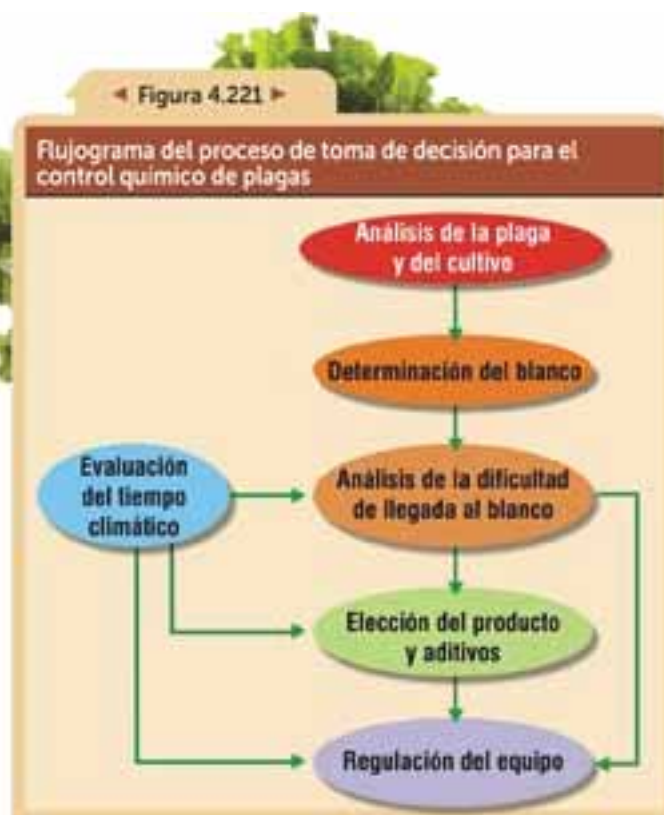 Figura 4.221
Flujograma del proceso de toma de decisión para el
control químico de plagas
Análisis de la plaga
y del cultivo
Determinación del blanco
Evaluación
del tiempo
climático
Análisis de la dificultad
de llegada al blanco
Elección del producto
y aditivos
Regulación del equipo